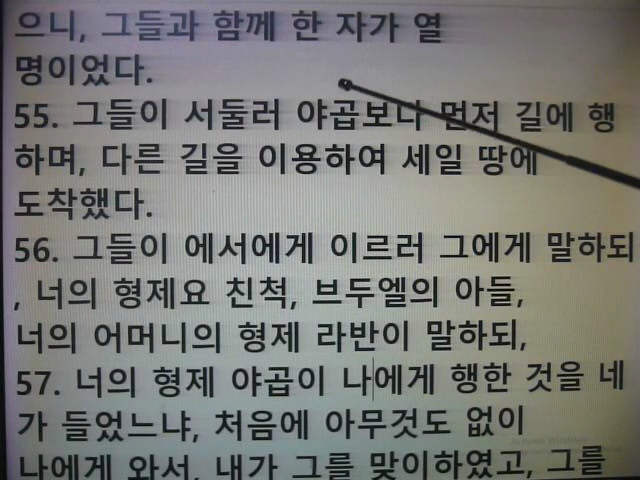 으니, 그들과 함께 한 자가 열
명이었다.
55. 그들이 서둘러 야곱보다 먼저 길에 행
하며, 다른 길을 이용하여 세일 땅에
도착했다.
56. 그들이 에서에게 이르러 그에게 말하되
, 너의 형제요 친척, 브두엘의 아들,
너의 어머니의 형제 라반이 말하되,
57. 너의 형제 야곱이 나에게 행한 것을 네
가 들었느냐, 처음에 아무것도 없이
나에게 와서, 내가 그를 맞이하였고, 그를